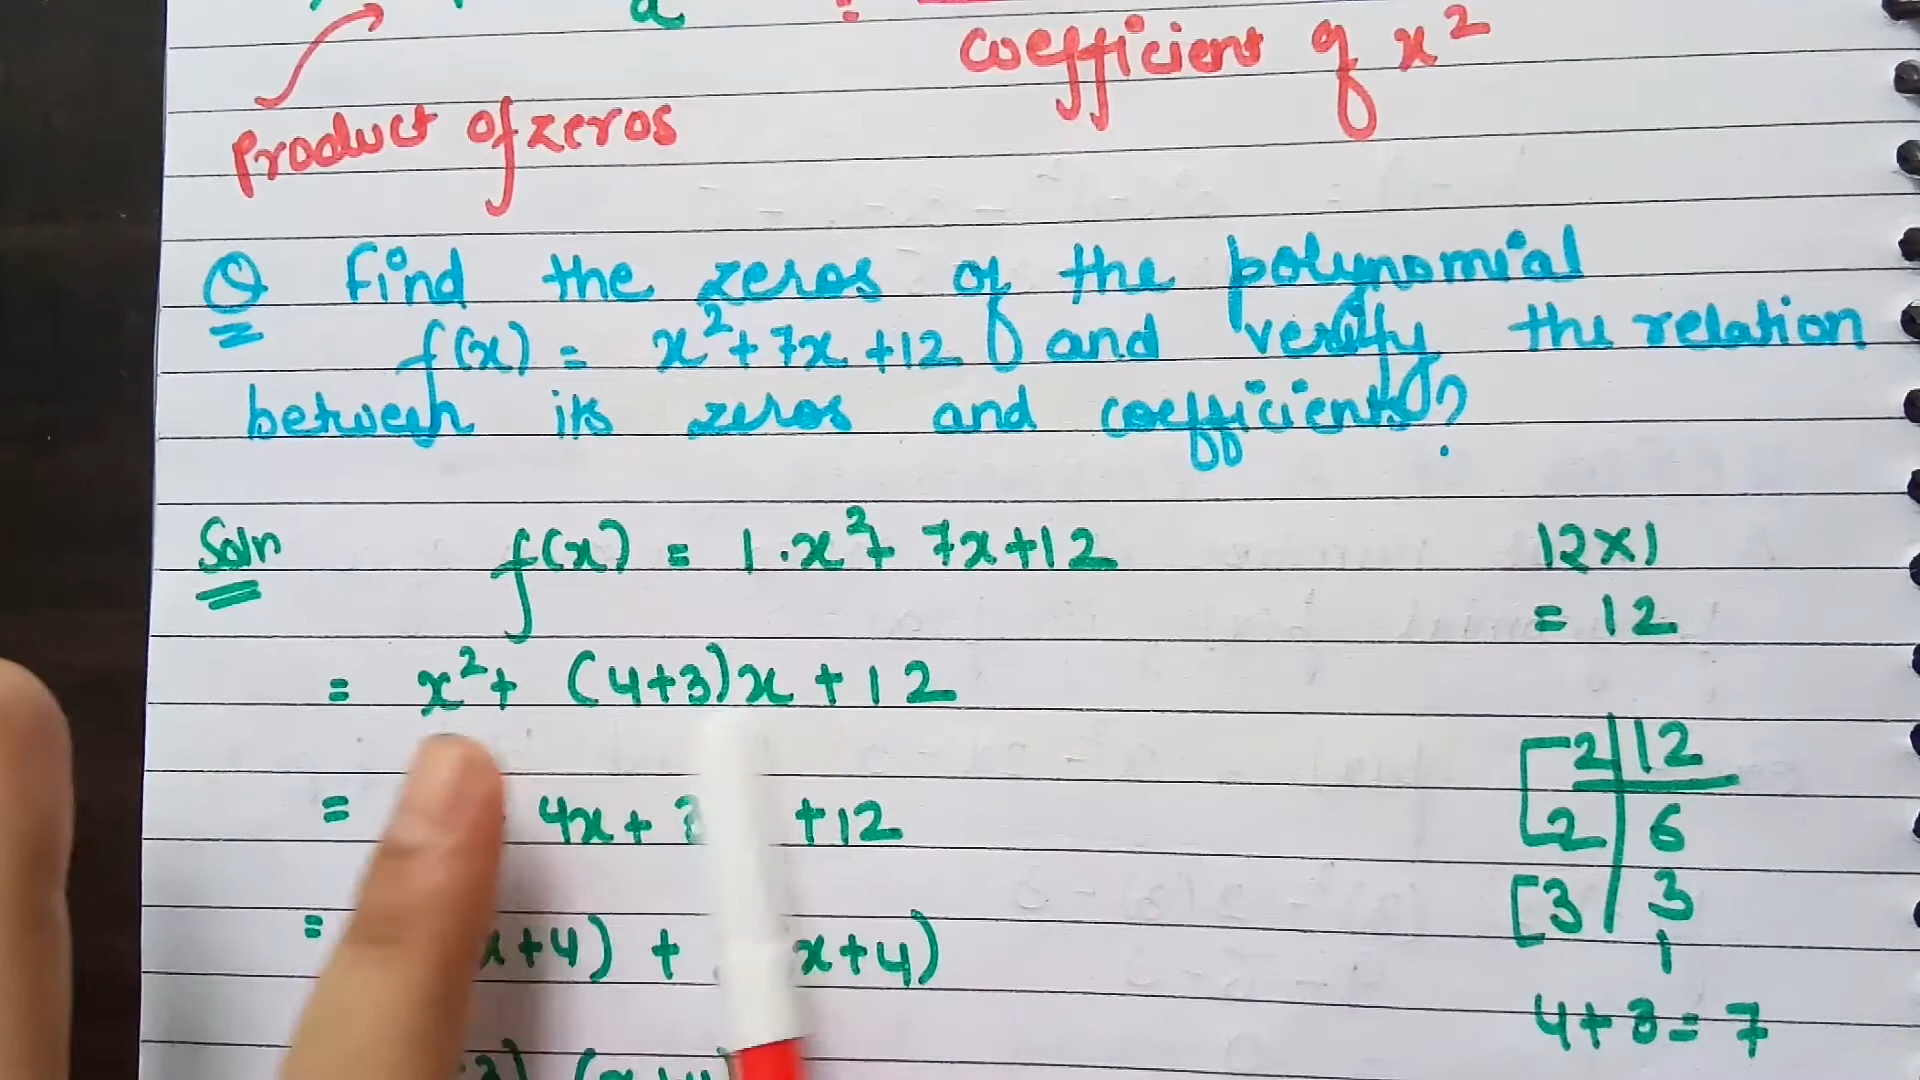 a
coefficient of x²
Product of zeros
Q Find the zeros of the polynomial
f(x) = x² + 7x + 12 and verify the relation
between its zeros and coefficients?
Soln f(x) = 1·x² + 7x + 12
12×1
= 12
= x² + (4+3)x + 12
= 4x + +12
= x+4) + x+4)
2 | 12
2 | 6
3 | 3
1
4 + 3 = 7